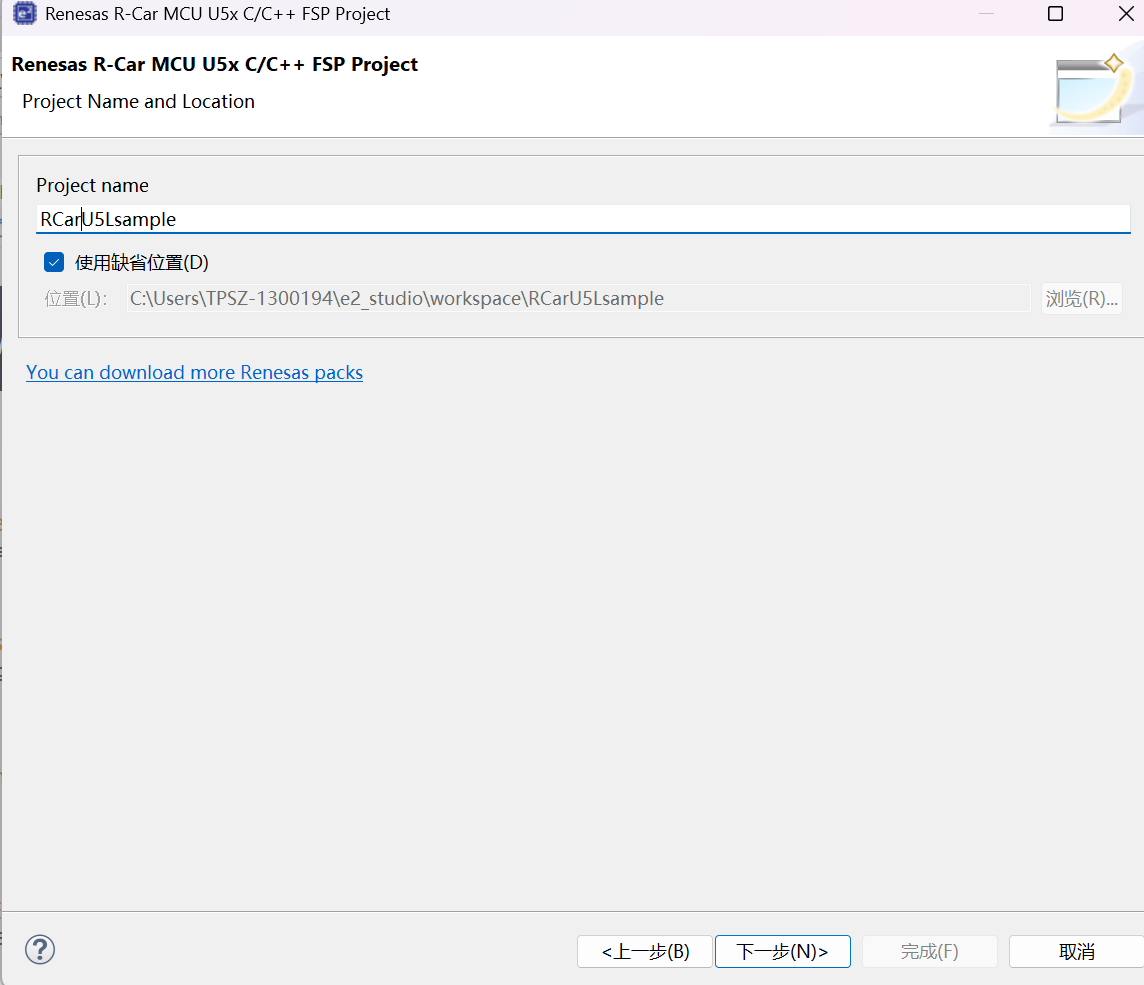 Renesas R-Car MCU U5x C/C++ FSP Project
Renesas R-Car MCU U5x C/C++ FSP Project
Project Name and Location
Project name
RCarU5Lsample
使用缺省位置(D)
位置(L): C:\Users\TPSZ-1300194\e2_studio\workspace\RCarU5Lsample 浏览(R)...
You can download more Renesas packs
<上一步(B) 下一步(N)> 完成(F) 取消